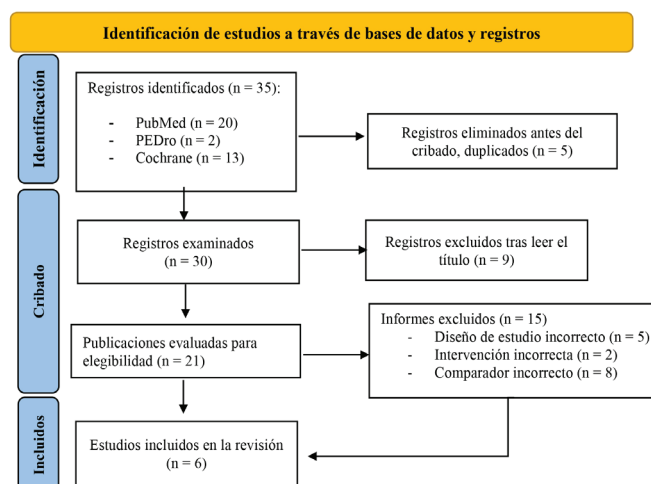 Identificación de estudios a través de bases de datos y registros
Identificación
Registros identificados (n = 35):
- PubMed (n = 20)
- PEDro (n = 2)
- Cochrane (n = 13)
Registros eliminados antes del
cribado, duplicados (n = 5)
Cribado
Registros examinados
(n = 30)
Registros excluidos tras leer el
título (n = 9)
Publicaciones evaluadas para
elegibilidad (n = 21)
Informes excluidos (n = 15)
- Diseño de estudio incorrecto (n = 5)
- Intervención incorrecta (n = 2)
- Comparador incorrecto (n = 8)
Incluidos
Estudios incluidos en la revisión
(n = 6)